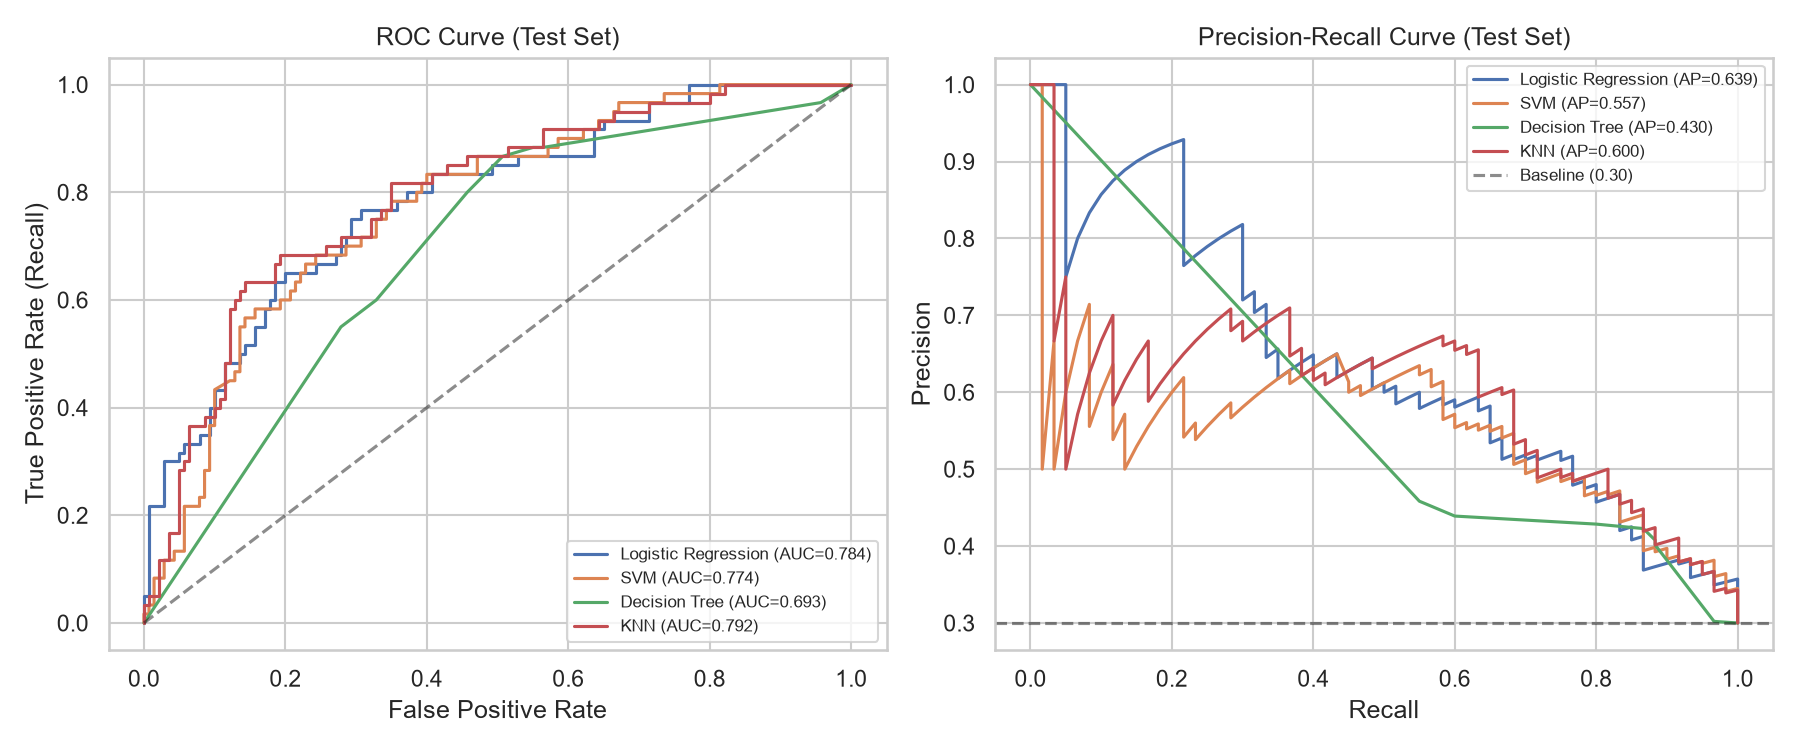 ROC Curve (Test Set)
True Positive Rate (Recall)
1.0
0.8
0.6
0.4
0.2
0.0
Logistic Regression (AUC=0.784)
SVM (AUC=0.774)
Decision Tree (AUC=0.693)
KNN (AUC=0.792)
0.0 0.2 0.4 0.6 0.8 1.0
False Positive Rate
Precision-Recall Curve (Test Set)
Precision
1.0
0.9
0.8
0.7
0.6
0.5
0.4
0.3
Logistic Regression (AP=0.639)
SVM (AP=0.557)
Decision Tree (AP=0.430)
KNN (AP=0.600)
Baseline (0.30)
0.0 0.2 0.4 0.6 0.8 1.0
Recall